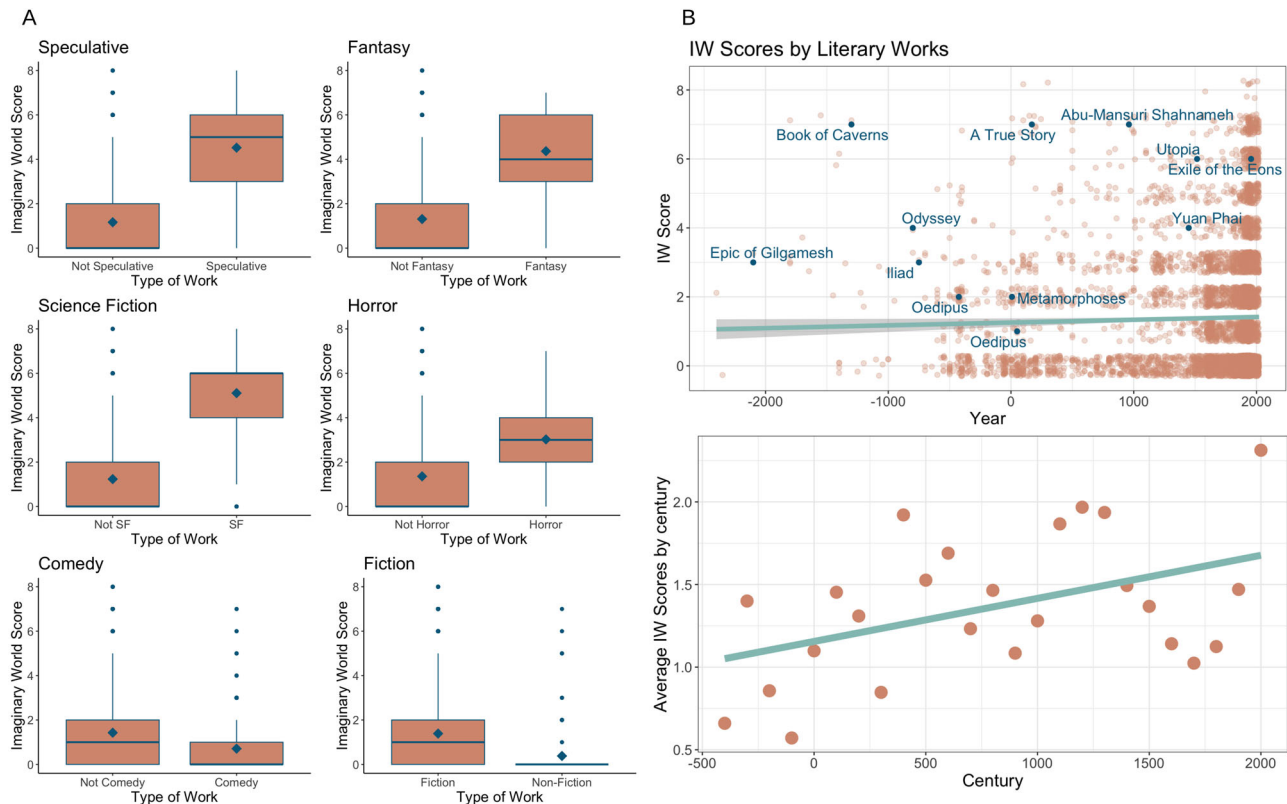 A
Speculative
Imaginary World Score
8
6
4
2
0
Not Speculative
Speculative
Type of Work
Fantasy
Imaginary World Score
8
6
4
2
0
Not Fantasy
Fantasy
Type of Work
Science Fiction
Imaginary World Score
8
6
4
2
0
Not SF
SF
Type of Work
Horror
Imaginary World Score
8
6
4
2
0
Not Horror
Horror
Type of Work
Comedy
Imaginary World Score
8
6
4
2
0
Not Comedy
Comedy
Type of Work
Fiction
Imaginary World Score
8
6
4
2
0
Fiction
Non-Fiction
Type of Work
B
IW Scores by Literary Works
IW Score
8
6
4
2
0
Book of Caverns
A True Story
Abu-Mansuri Shahnameh
Utopia
Exile of the Eons
Odyssey
Yuan Phai
Epic of Gilgamesh
Iliad
Oedipus
Metamorphoses
Oedipus
-2000
-1000
0
1000
2000
Year
Average IW Scores by century
2.0
1.5
1.0
0.5
-500
0
500
1000
1500
2000
Century